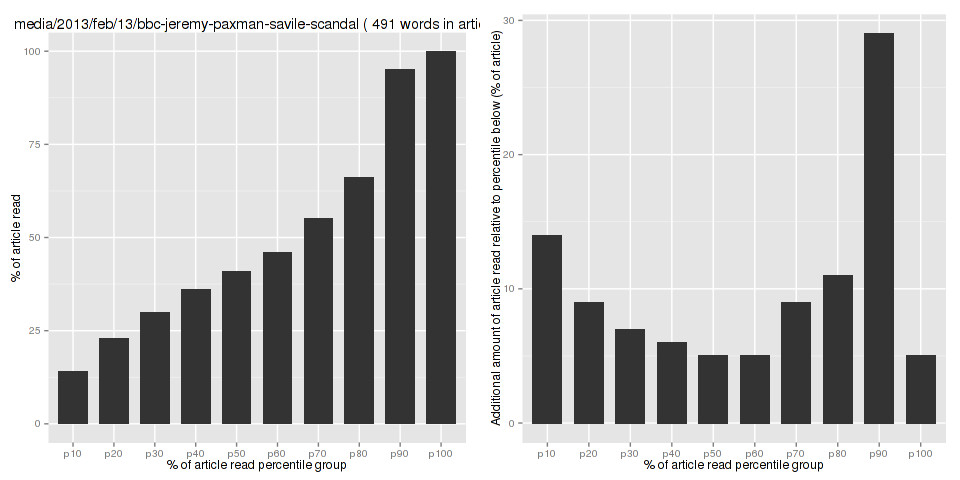 media/2013/feb/13/bbc-jeremy-paxman-savile-scandal ( 491 words in
% of article read
100
75
50
25
0
p10 p20 p30 p40 p50 p60 p70 p80 p90 p100
% of article read percentile group
Additional amount of article read relative to percentile below (% of article)
30
20
10
0
p10 p20 p30 p40 p50 p60 p70 p80 p90 p100
% of article read percentile group